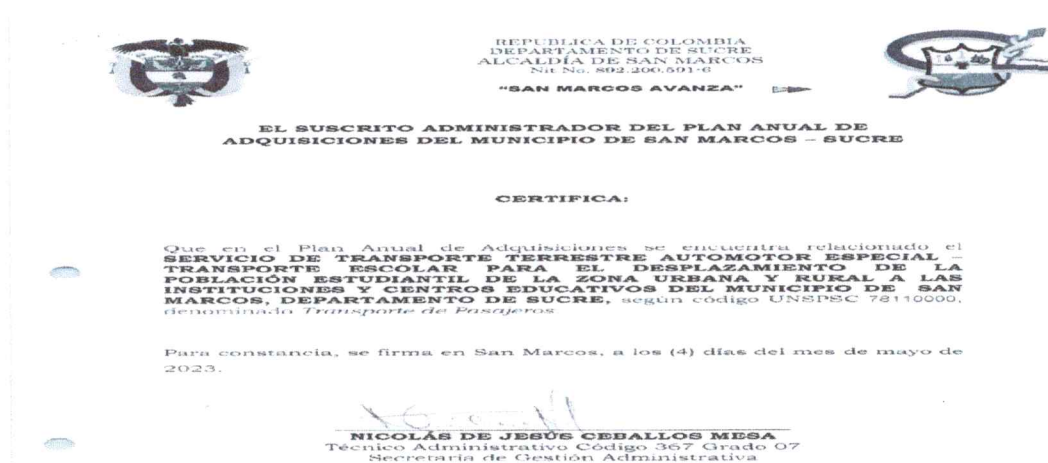 REPUBLICA DE COLOMBIA
DEPARTAMENTO DE SUCRE
ALCALDÍA DE SAN MARCOS
Nit No. 892.200.591-6
"SAN MARCOS AVANZA"
EL SUSCRITO ADMINISTRADOR DEL PLAN ANUAL DE
ADQUISICIONES DEL MUNICIPIO DE SAN MARCOS – SUCRE
CERTIFICA:
Que en el Plan Anual de Adquisiciones se encuentra relacionado el
SERVICIO DE TRANSPORTE TERRESTRE AUTOMOTOR ESPECIAL –
TRANSPORTE ESCOLAR PARA EL DESPLAZAMIENTO DE LA
POBLACIÓN ESTUDIANTIL DE LA ZONA URBANA Y RURAL A LAS
INSTITUCIONES Y CENTROS EDUCATIVOS DEL MUNICIPIO DE SAN
MARCOS, DEPARTAMENTO DE SUCRE, según código UNSPSC 78110000,
denominado Transporte de Pasajeros
Para constancia, se firma en San Marcos, a los (4) días del mes de mayo de
2023.
NICOLÁS DE JESÚS CEBALLOS MESA
Técnico Administrativo Código 367 Grado 07
Secretaría de Gestión Administrativa